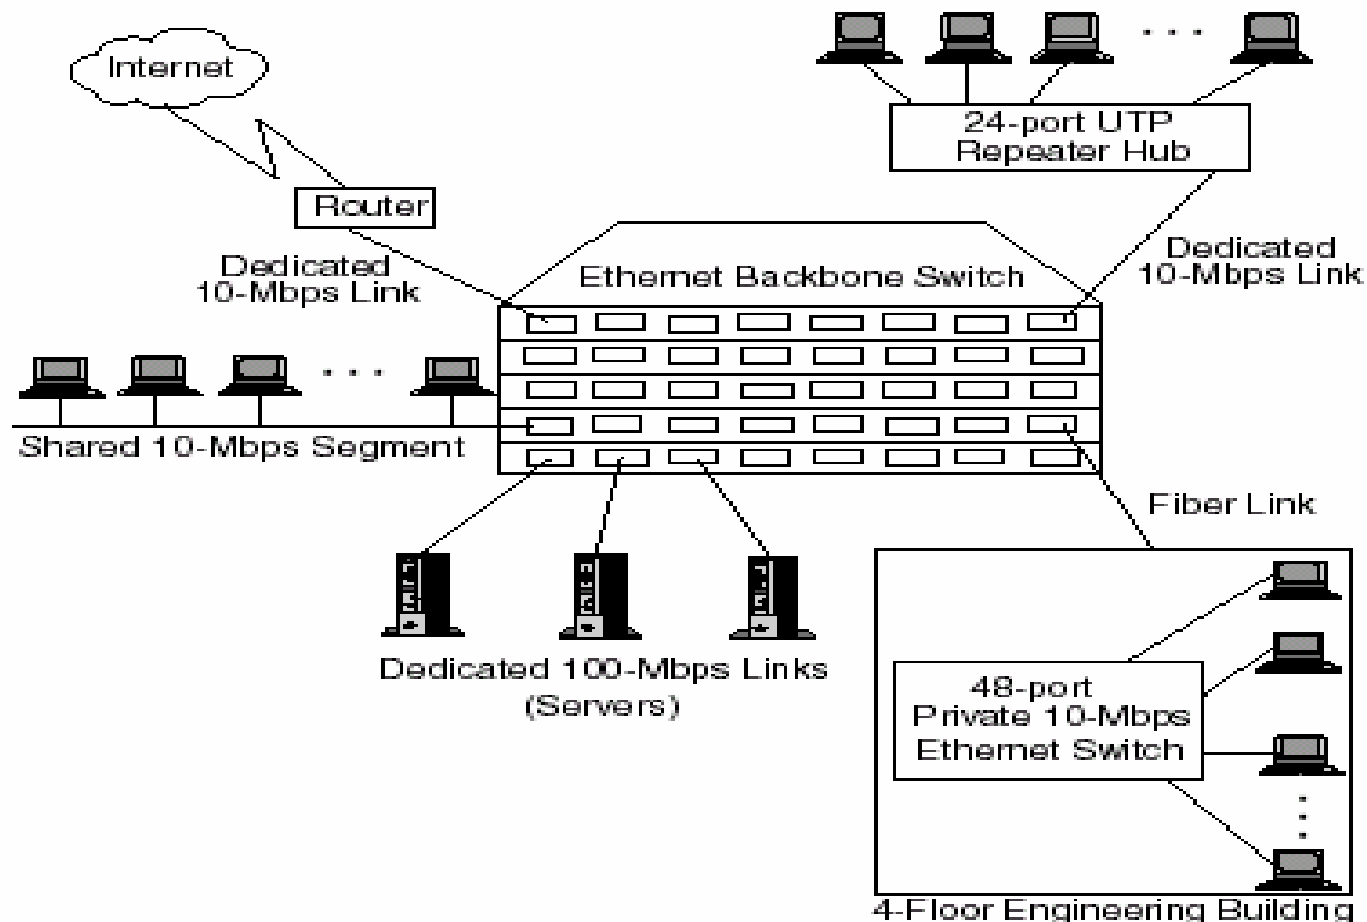 Internet
24-port UTP
Repeater Hub
Router
Dedicated
10-Mbps Link
Ethernet Backbone Switch
Dedicated
10-Mbps Link
Shared 10-Mbps Segment
Fiber Link
Dedicated 100-Mbps Links
(Servers)
48-port
Private 10-Mbps
Ethernet Switch
4-Floor Engineering Building